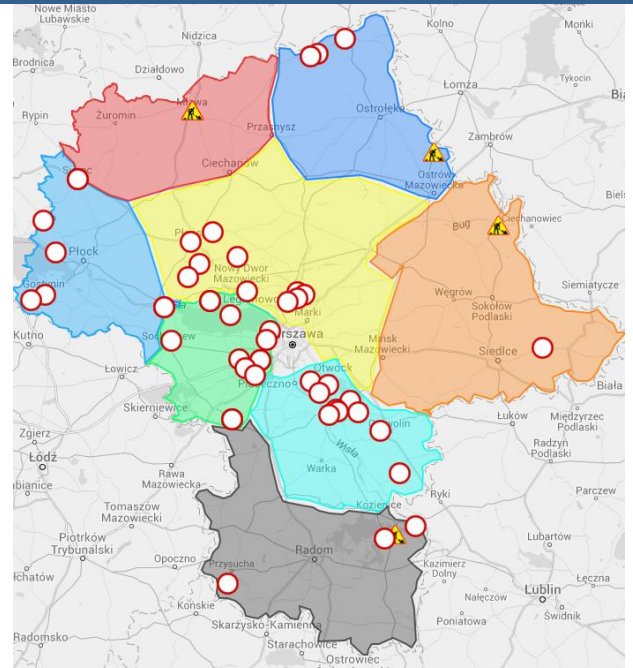 Nowe Miasto
Lubawskie
Nidzica
Kolno
Mońki
Brodnica
Działdowo
Łomża
Tykocin
Rypin
Żuromin
Ostrołęka
Zambrów
Przasnysz
Ciechanów
Ostrów
Mazowiecka
Bug
Ciechanowiec
Płock
Nowy Dwór
Mazowiecki
Gostynin
Węgrów
Siemiatycze
Sokołów
Podlaski
Marki
Kutno
Mińsk
Mazowiecki
Siedlce
Łowicz
Otwock
Biała
Skierniewice
Łuków
Międzyrzec
Podlaski
Zgierz
Wisła
Radzyń
Podlaski
Łódź
Rawa
Mazowiecka
Warka
Ryki
Parczew
Tomaszów
Mazowiecki
Kozienice
Piotrków
Trybunalski
Opoczno
Przysucha
Radom
Lubartów
Kazimierz
Dolny
Łęczna
Końskie
Nałęczów
Lublin
Skarżysko-Kamienna
Świdnik
Poniatowa
Radomsko
Starachowice
Ostrowiec